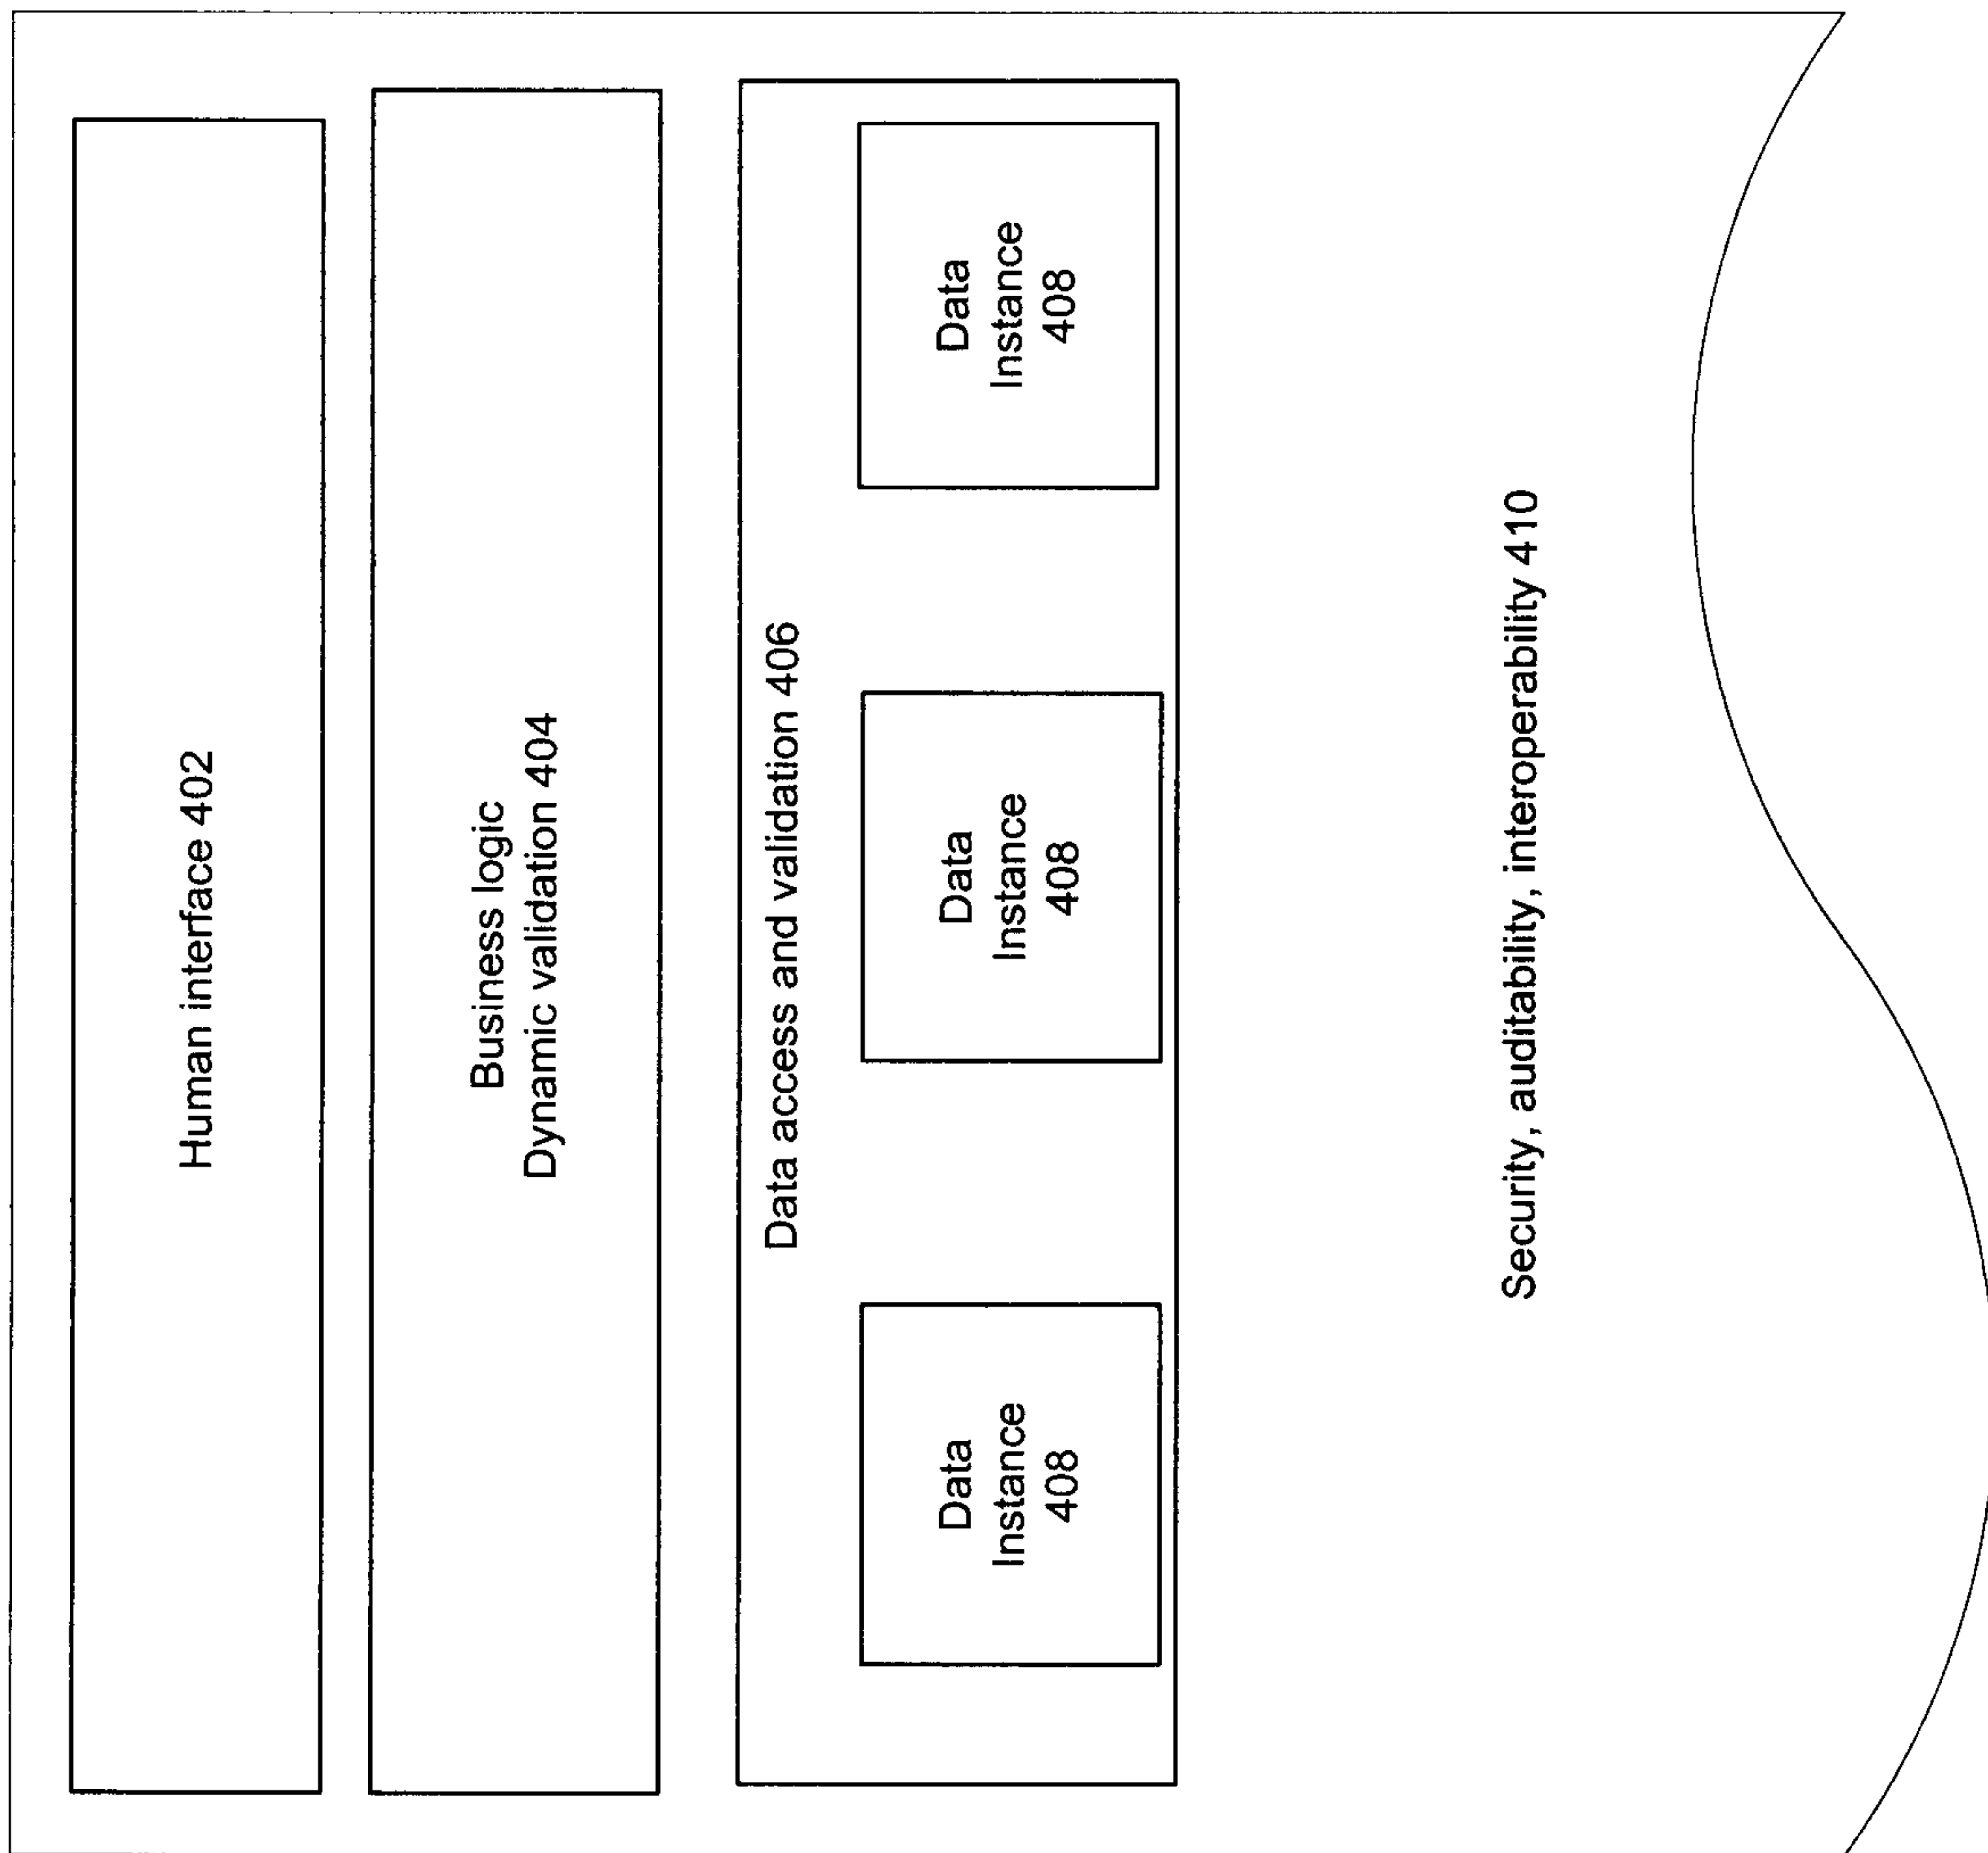 Human interface 402
Business logic
Dynamic validation 404
Data access and validation 406
Data
Instance
408
Data
Instance
408
Data
Instance
408
Security, auditability, interoperability 410